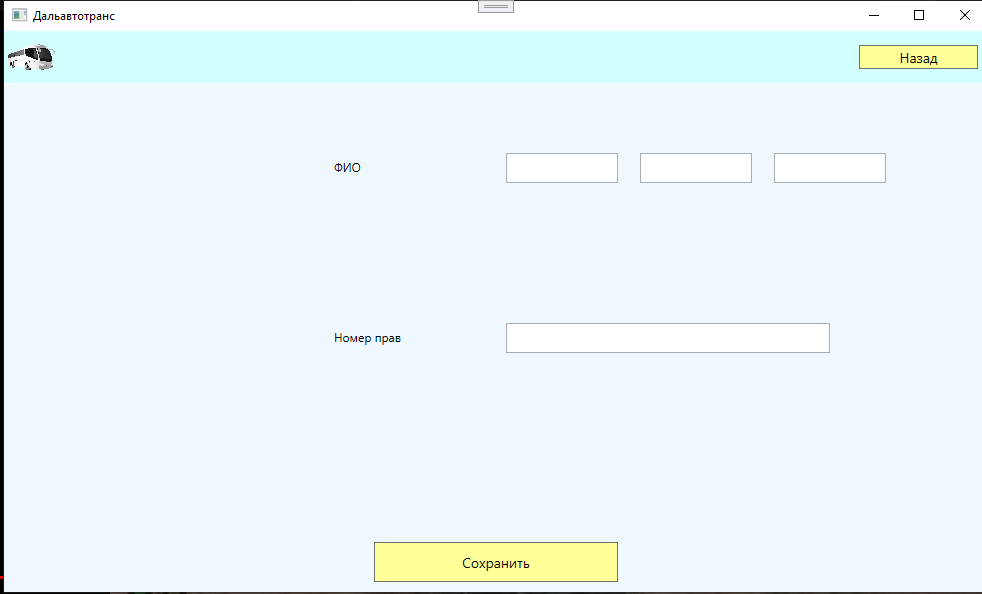 Дальавтотранс
Назад
ФИО
Номер прав
Сохранить